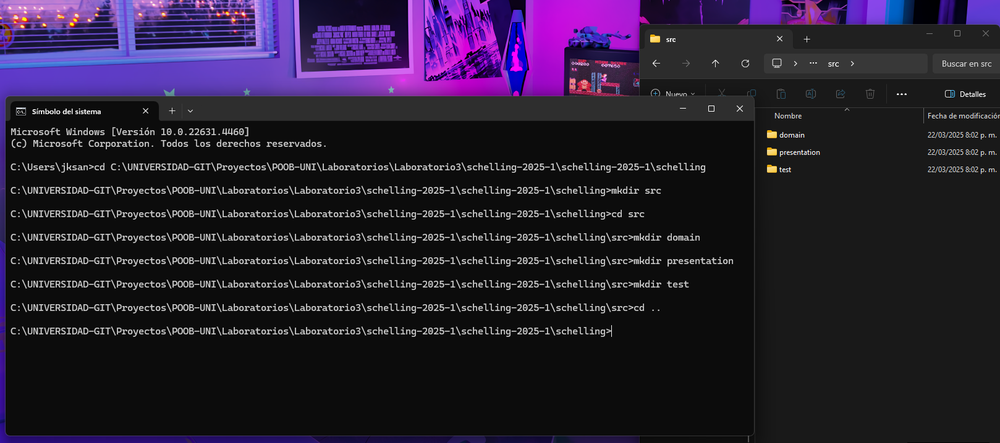 src
src
Buscar en src
Nuevo
Detalles
Nombre
Fecha de modificación
domain
22/03/2025 8:02 p. m.
presentation
22/03/2025 8:02 p. m.
test
22/03/2025 8:02 p. m.
000200
HIGH SCORE
007650
Símbolo del sistema
Microsoft Windows [Versión 10.0.22631.4460]
(c) Microsoft Corporation. Todos los derechos reservados.
C:\Users\jksan>cd C:\UNIVERSIDAD-GIT\Proyectos\POOB-UNI\Laboratorios\Laboratorio3\schelling-2025-1\schelling-2025-1\schelling
C:\UNIVERSIDAD-GIT\Proyectos\POOB-UNI\Laboratorios\Laboratorio3\schelling-2025-1\schelling-2025-1\schelling>mkdir src
C:\UNIVERSIDAD-GIT\Proyectos\POOB-UNI\Laboratorios\Laboratorio3\schelling-2025-1\schelling-2025-1\schelling>cd src
C:\UNIVERSIDAD-GIT\Proyectos\POOB-UNI\Laboratorios\Laboratorio3\schelling-2025-1\schelling-2025-1\schelling\src>mkdir domain
C:\UNIVERSIDAD-GIT\Proyectos\POOB-UNI\Laboratorios\Laboratorio3\schelling-2025-1\schelling-2025-1\schelling\src>mkdir presentation
C:\UNIVERSIDAD-GIT\Proyectos\POOB-UNI\Laboratorios\Laboratorio3\schelling-2025-1\schelling-2025-1\schelling\src>mkdir test
C:\UNIVERSIDAD-GIT\Proyectos\POOB-UNI\Laboratorios\Laboratorio3\schelling-2025-1\schelling-2025-1\schelling\src>cd ..
C:\UNIVERSIDAD-GIT\Proyectos\POOB-UNI\Laboratorios\Laboratorio3\schelling-2025-1\schelling-2025-1\schelling>